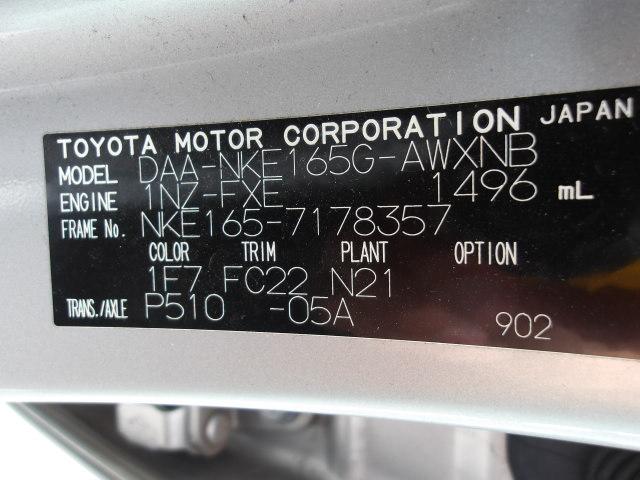 TOYOTA MOTOR CORPORATION JAPAN
MODEL DAA-NKE165G-AWXNB
ENGINE 1NZ-FXE 1496 mL
FRAME No. NKE165-7178357
COLOR TRIM PLANT OPTION
1F7 FC22 N21
TRANS./AXLE P510 -05A
902